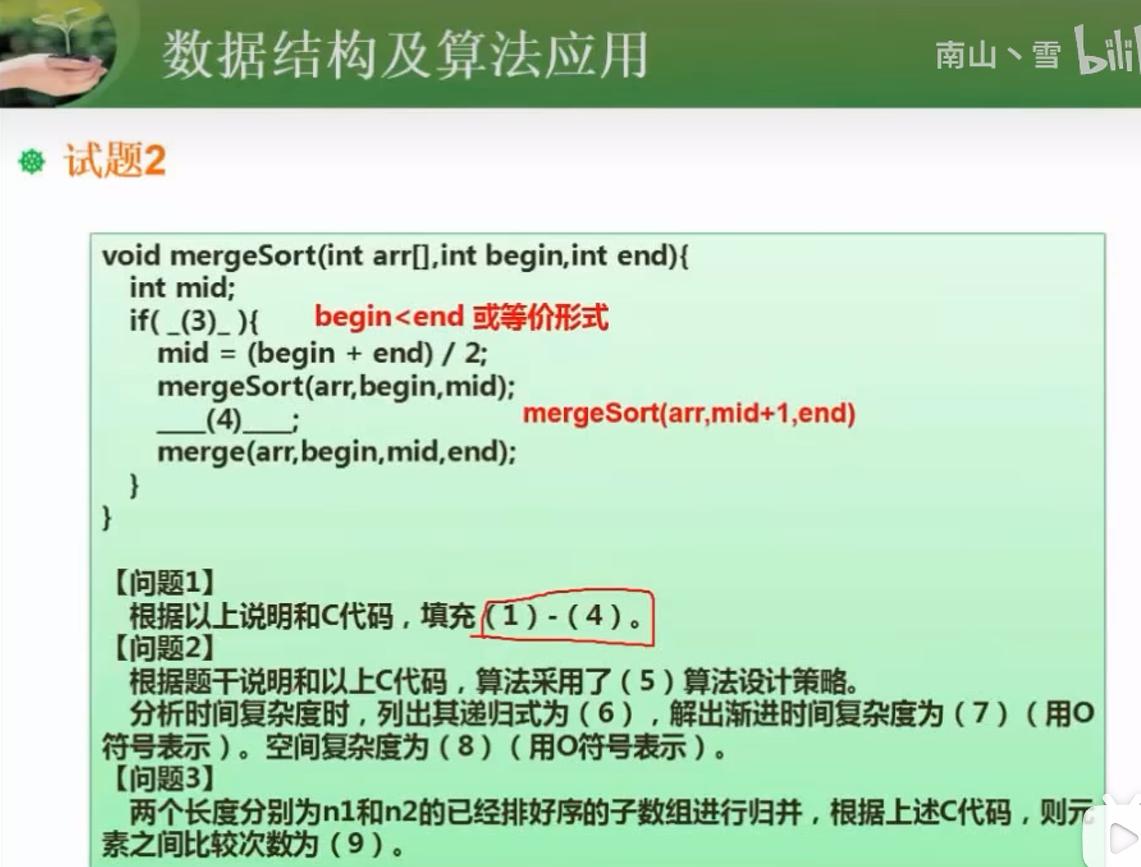 数据结构及算法应用
南山丶雪 bili
试题2
void mergeSort(int arr[],int begin,int end){
int mid;
if( _(3)_ ){ begin<end 或等价形式
mid = (begin + end) / 2;
mergeSort(arr,begin,mid);
____(4)____; mergeSort(arr,mid+1,end)
merge(arr,begin,mid,end);
}
}
【问题1】
根据以上说明和C代码，填充（1）-（4）。
【问题2】
根据题干说明和以上C代码，算法采用了（5）算法设计策略。
分析时间复杂度时，列出其递归式为（6），解出渐进时间复杂度为（7）（用O
符号表示）。空间复杂度为（8）（用O符号表示）。
【问题3】
两个长度分别为n1和n2的已经排好序的子数组进行归并，根据上述C代码，则元
素之间比较次数为（9）。